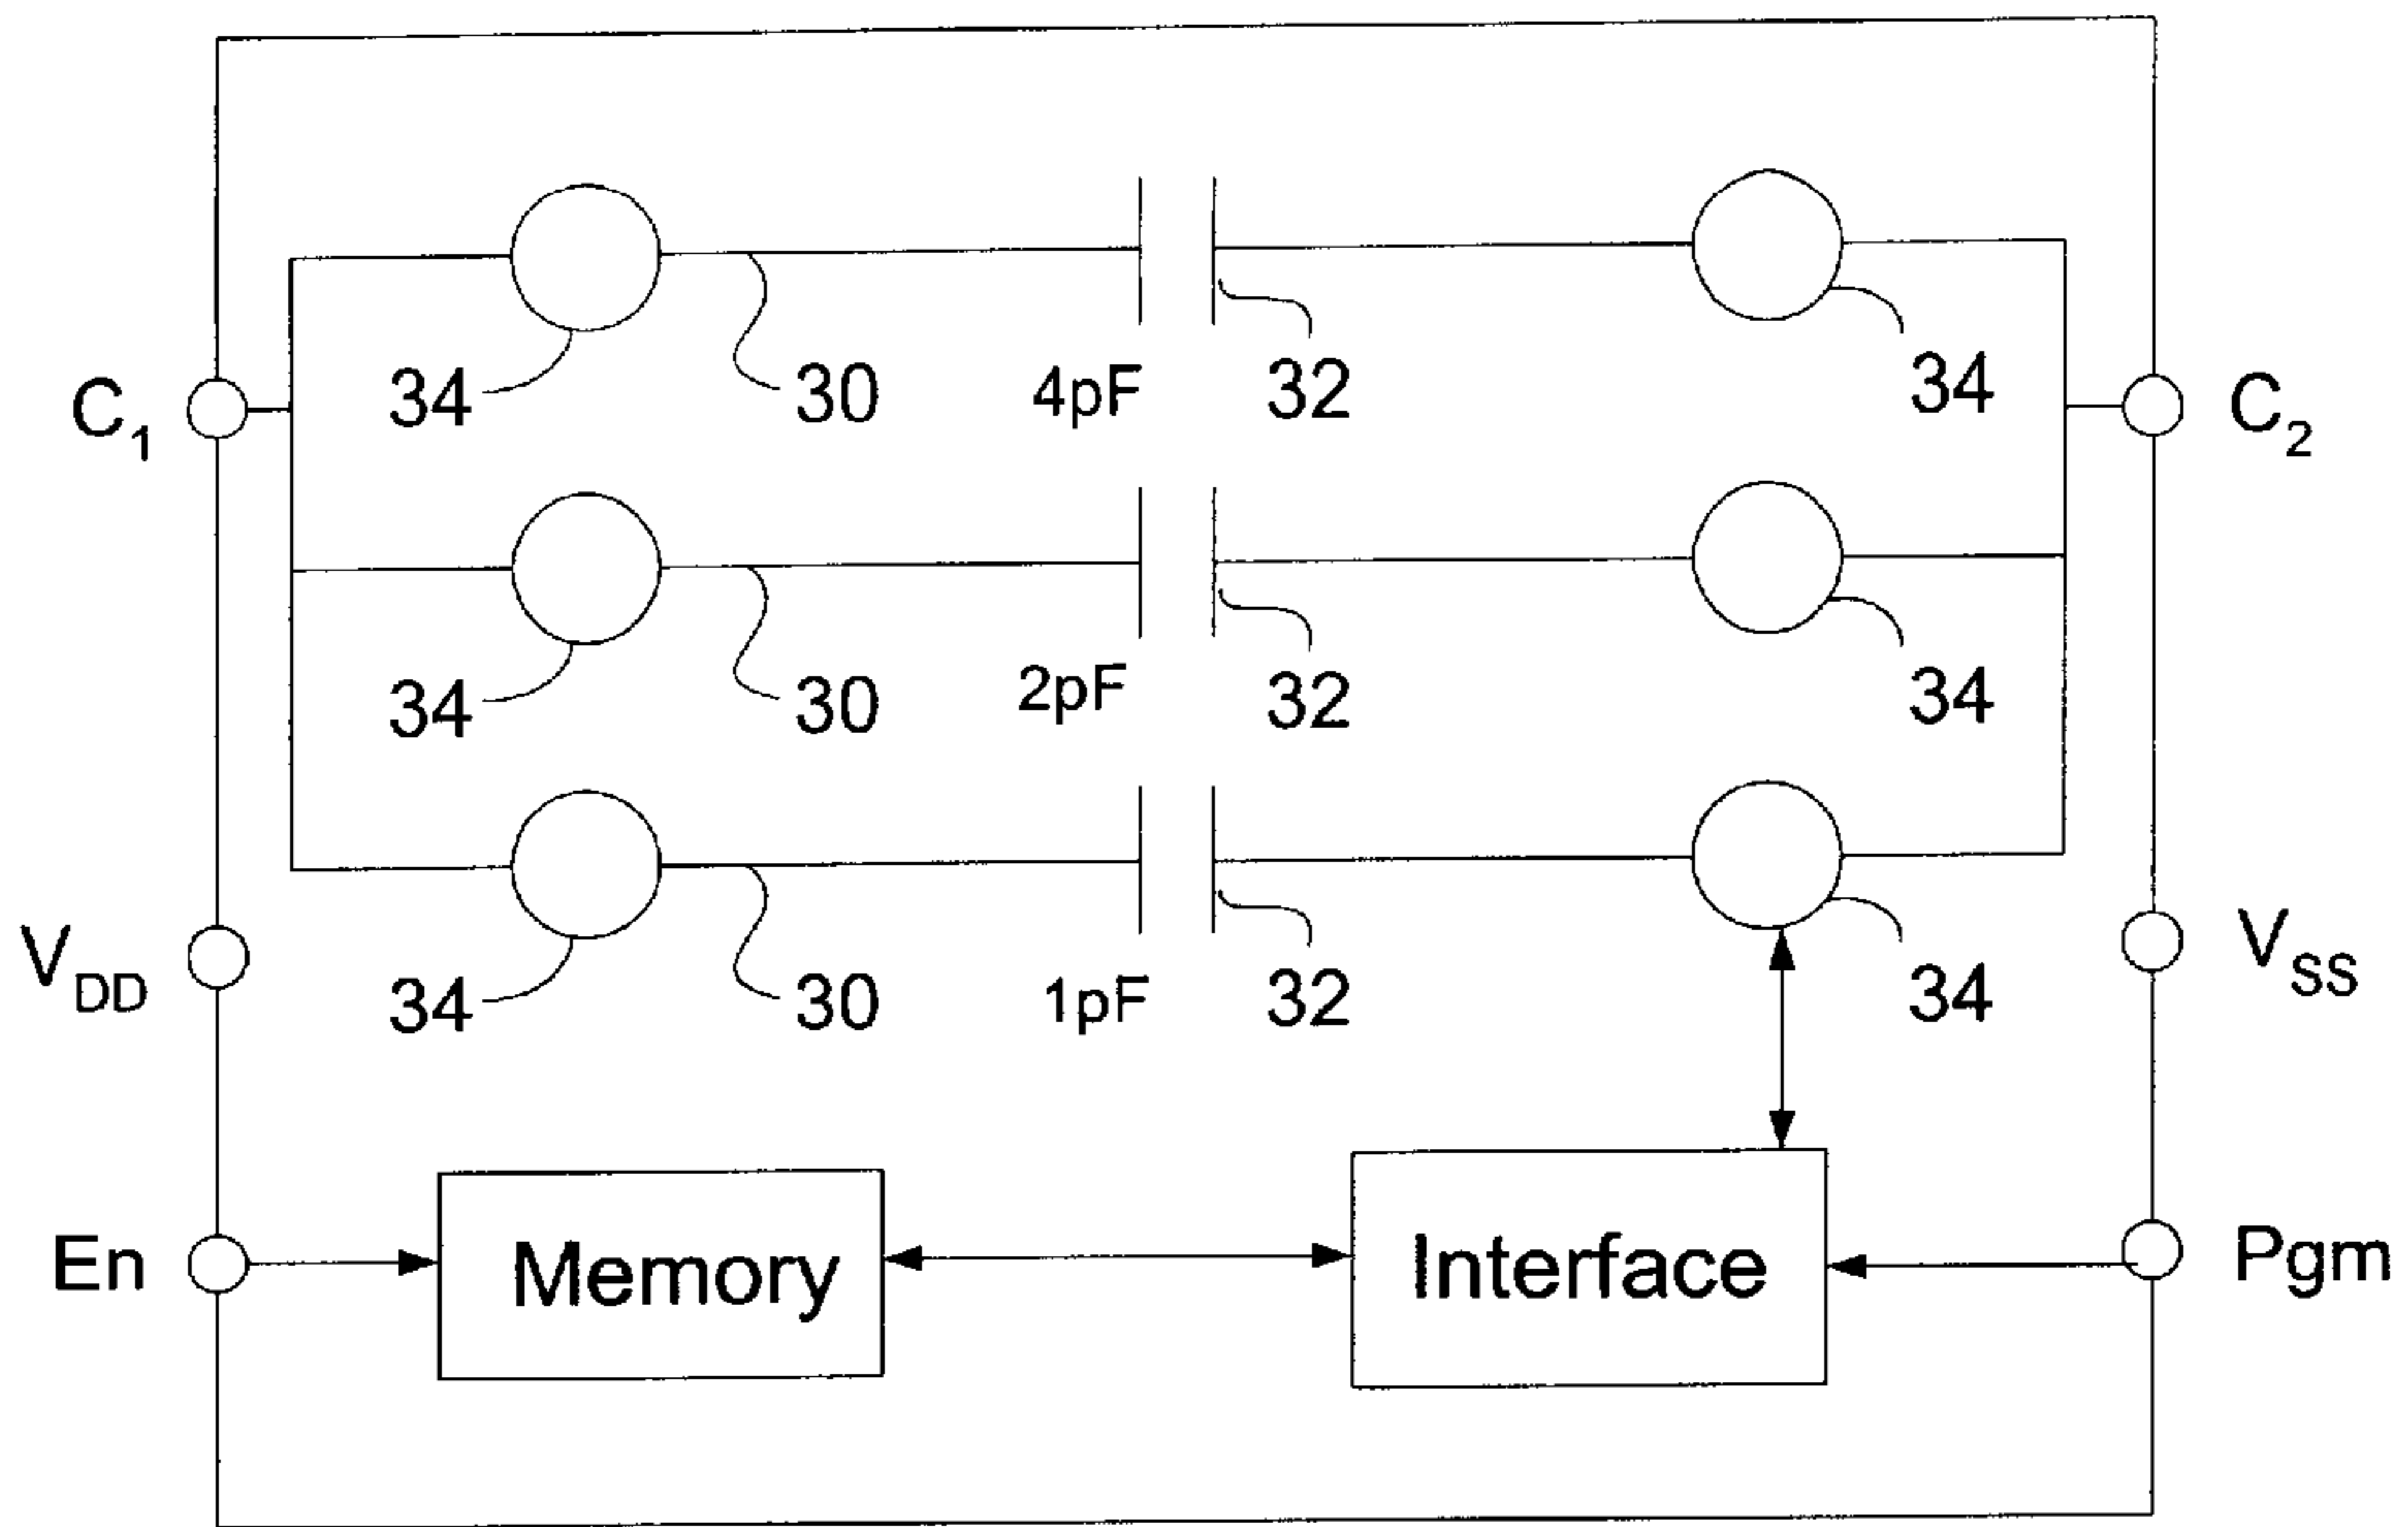 34 30 4pF 32 34
C1 C2
34 30 2pF 32 34
VDD VSS
34 30 1pF 32 34
En Memory Interface Pgm